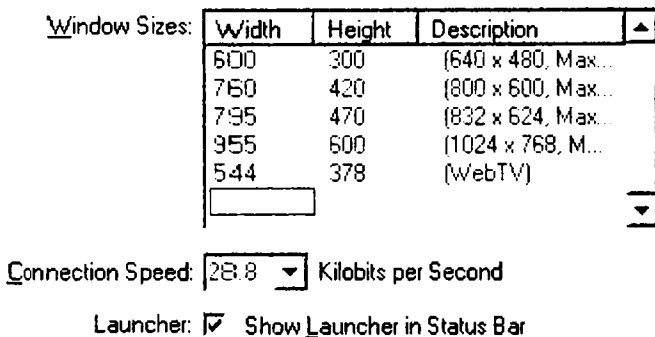 Window Sizes: Width Height Description
600 300 (640 x 480, Max...
760 420 (800 x 600, Max...
795 470 (832 x 624, Max...
955 600 (1024 x 768, M...
544 378 (WebTV)
Connection Speed: 28.8 Kilobits per Second
Launcher: Show Launcher in Status Bar